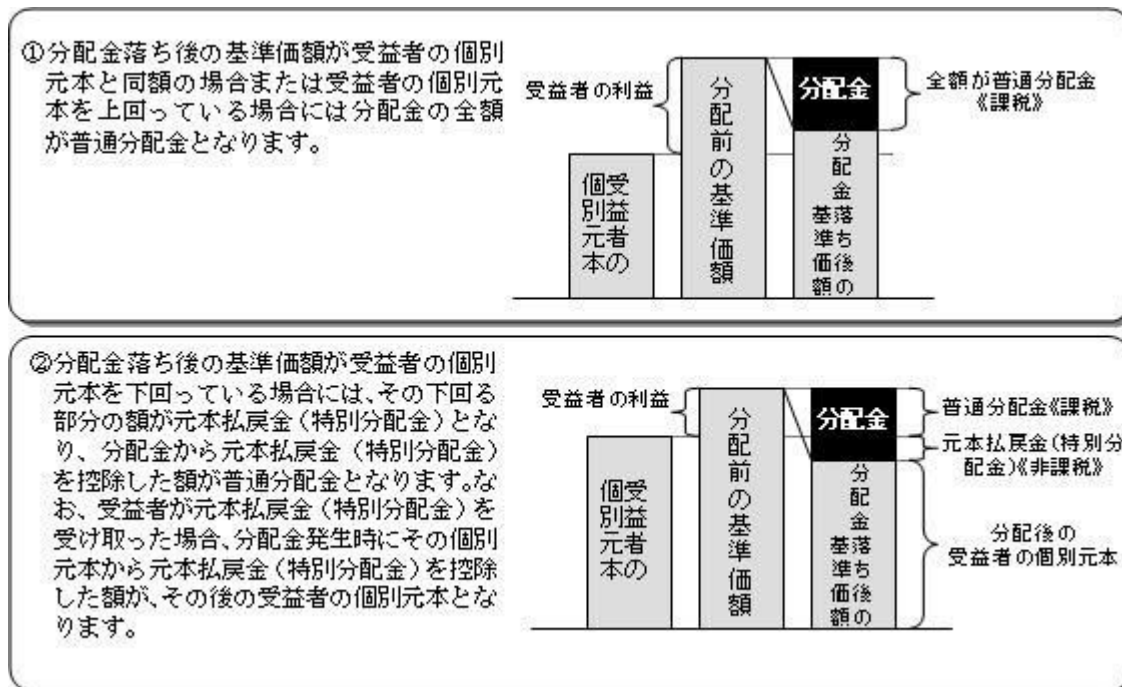 ①分配金落ち後の基準価額が受益者の個別
元本と同額の場合または受益者の個別元
本を上回っている場合には分配金の全額
が普通分配金となります。
受益者の利益
受益者の
個別元本
分配前の基準価額
分配金
分配金落ち後の
基準価額
全額が普通分配金
《課税》
②分配金落ち後の基準価額が受益者の個別
元本を下回っている場合には、その下回る
部分の額が元本払戻金（特別分配金）とな
り、分配金から元本払戻金（特別分配金）
を控除した額が普通分配金となります。な
お、受益者が元本払戻金（特別分配金）を
受け取った場合、分配金発生時にその個別
元本から元本払戻金（特別分配金）を控除
した額が、その後の受益者の個別元本とな
ります。
受益者の利益
受益者の
個別元本
分配前の基準価額
分配金
分配金落ち後の
基準価額
普通分配金《課税》
元本払戻金（特別分
配金）《非課税》
分配後の
受益者の個別元本